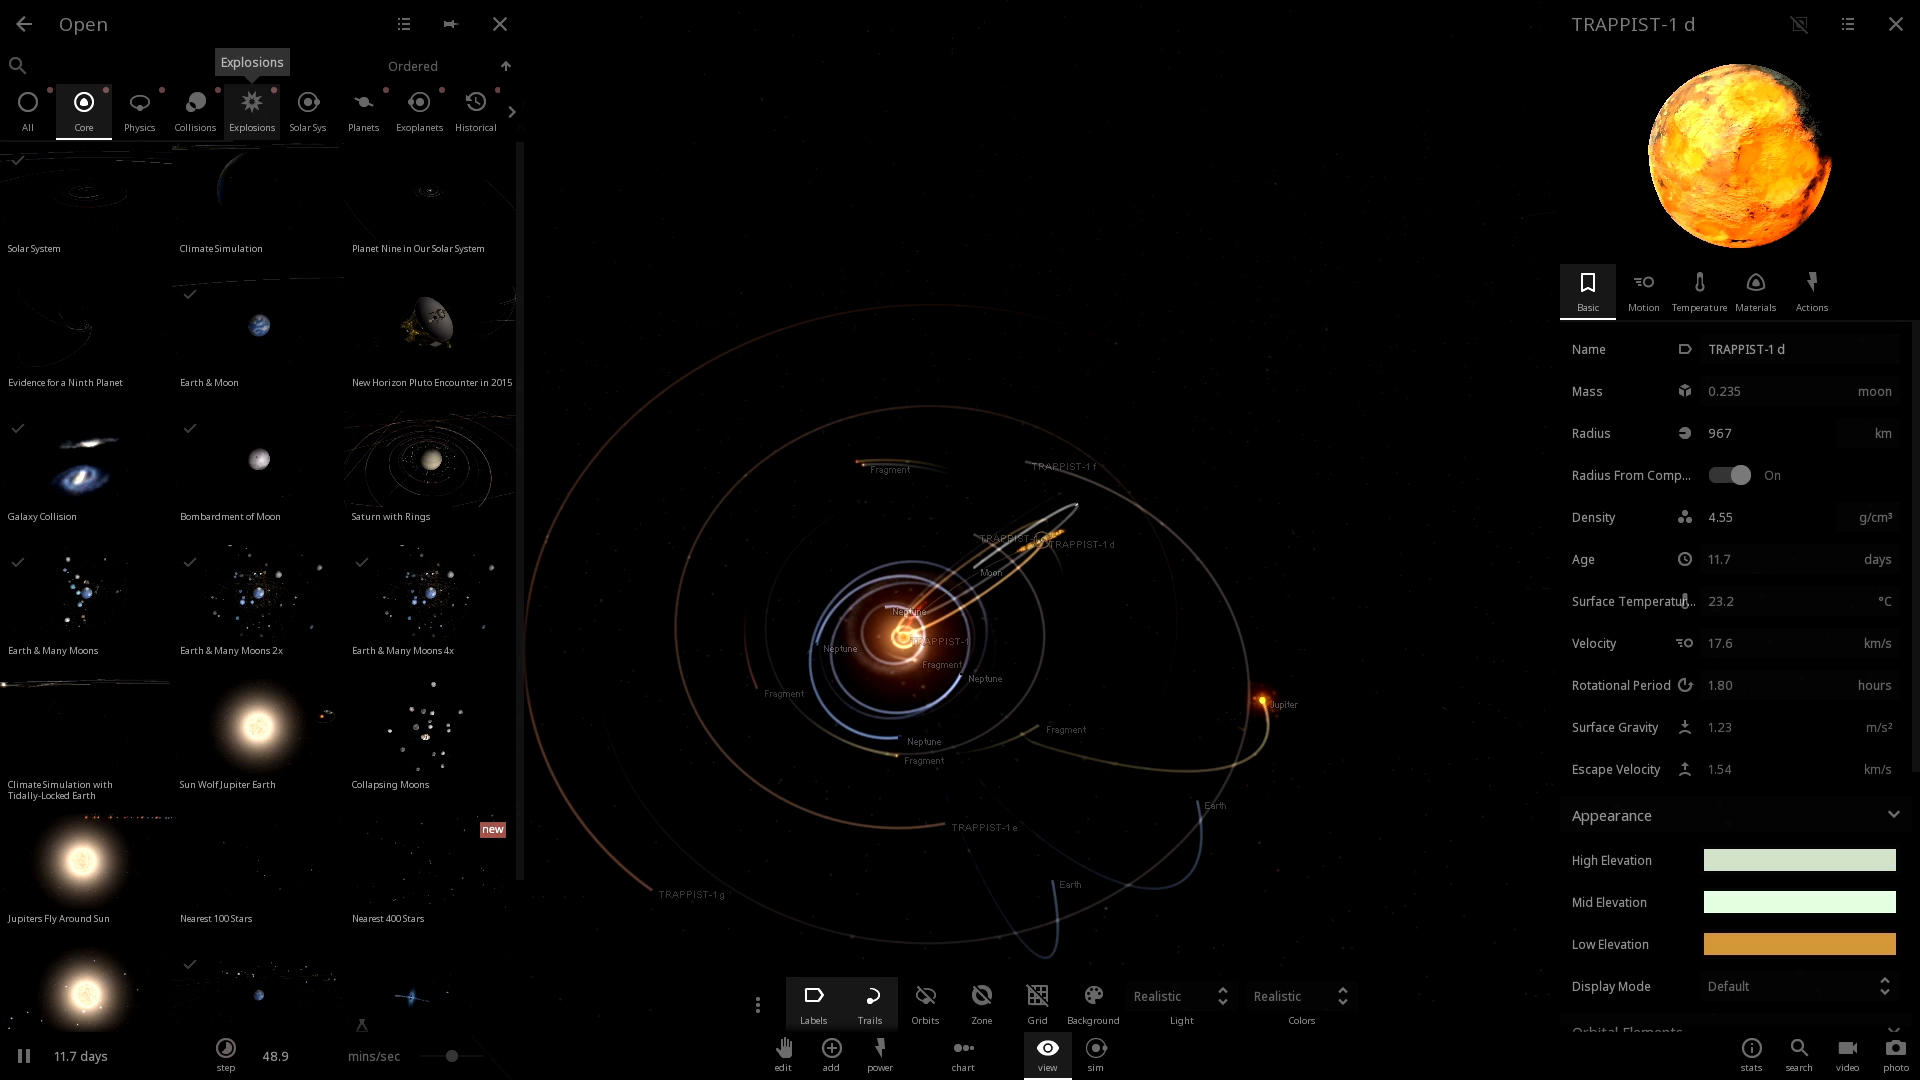 Open
Explosions
Ordered
All
Core
Physics
Collisions
Explosions
Solar Sys
Planets
Exoplanets
Historical
Solar System
Climate Simulation
Planet Nine in Our Solar System
Evidence for a Ninth Planet
Earth & Moon
New Horizon Pluto Encounter in 2015
Galaxy Collision
Bombardment of Moon
Saturn with Rings
Earth & Many Moons
Earth & Many Moons 2x
Earth & Many Moons 4x
Climate Simulation with
Tidally-Locked Earth
Sun Wolf Jupiter Earth
Collapsing Moons
new
Jupiters Fly Around Sun
Nearest 100 Stars
Nearest 400 Stars
11.7 days
step
48.9
mins/sec
Fragment
TRAPPIST-1 f
TRAPPIST-1 d
Moon
Neptune
TRAPPIST-1
Neptune
Fragment
Neptune
Fragment
Jupiter
Fragment
Neptune
Fragment
Earth
TRAPPIST-1 e
Earth
TRAPPIST-1 g
Labels
Trails
Orbits
Zone
Grid
Background
Realistic
Light
Realistic
Colors
edit
add
power
chart
view
sim
TRAPPIST-1 d
Basic
Motion
Temperature
Materials
Actions
Name TRAPPIST-1 d
Mass 0.235 moon
Radius 967 km
Radius From Comp... On
Density 4.55 g/cm³
Age 11.7 days
Surface Temperatur... 23.2 °C
Velocity 17.6 km/s
Rotational Period 1.80 hours
Surface Gravity 1.23 m/s²
Escape Velocity 1.54 km/s
Appearance
High Elevation
Mid Elevation
Low Elevation
Display Mode Default
Orbital Elements
stats
search
video
photo